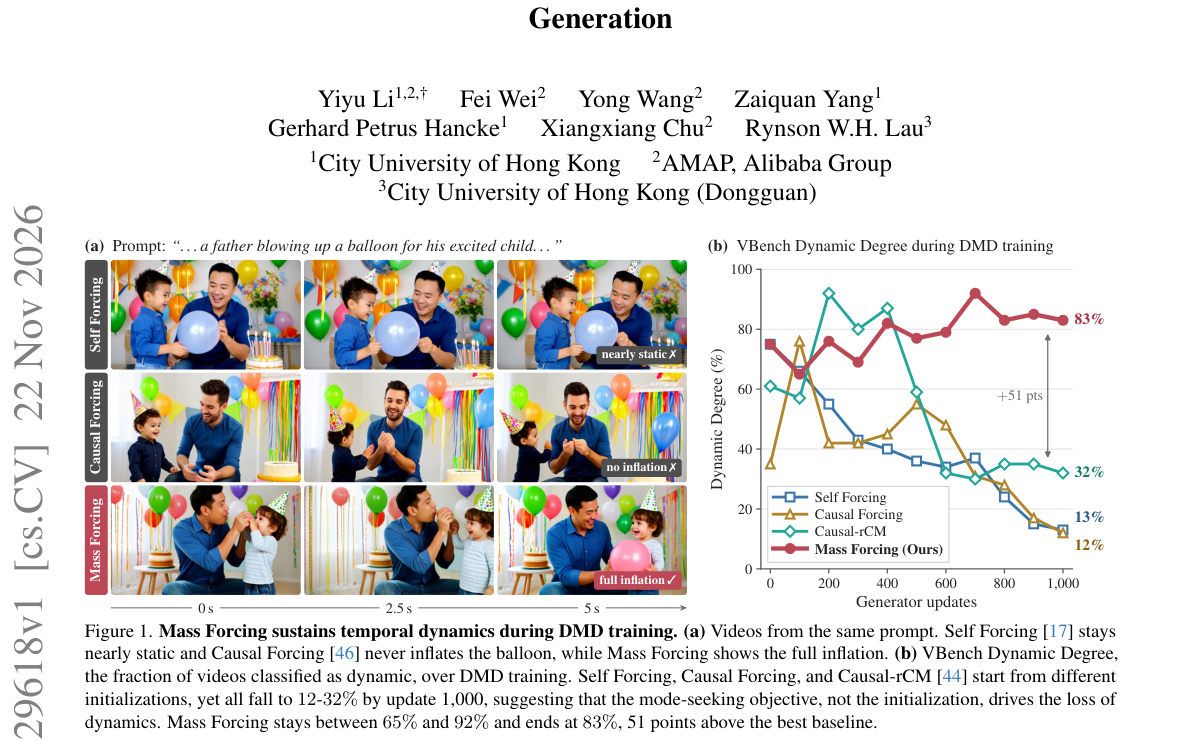 Generation
Yiyu Li1,2,† Fei Wei2 Yong Wang2 Zaiquan Yang1
Gerhard Petrus Hancke1 Xiangxiang Chu2 Rynson W.H. Lau3
1City University of Hong Kong 2AMAP, Alibaba Group
3City University of Hong Kong (Dongguan)
29618v1 [cs.CV] 22 Nov 2026
(a) Prompt: “. . . a father blowing up a balloon for his excited child. . . ”
Self Forcing
nearly static✗
Causal Forcing
no inflation✗
Mass Forcing
full inflation✓
0 s 2.5 s 5 s
(b) VBench Dynamic Degree during DMD training
Dynamic Degree (%)
100
80
60
40
20
0
83%
+51 pts
32%
13%
12%
Self Forcing
Causal Forcing
Causal-rCM
Mass Forcing (Ours)
0 200 400 600 800 1,000
Generator updates
Figure 1. Mass Forcing sustains temporal dynamics during DMD training. (a) Videos from the same prompt. Self Forcing [17] stays
nearly static and Causal Forcing [46] never inflates the balloon, while Mass Forcing shows the full inflation. (b) VBench Dynamic Degree,
the fraction of videos classified as dynamic, over DMD training. Self Forcing, Causal Forcing, and Causal-rCM [44] start from different
initializations, yet all fall to 12-32% by update 1,000, suggesting that the mode-seeking objective, not the initialization, drives the loss of
dynamics. Mass Forcing stays between 65% and 92% and ends at 83%, 51 points above the best baseline.